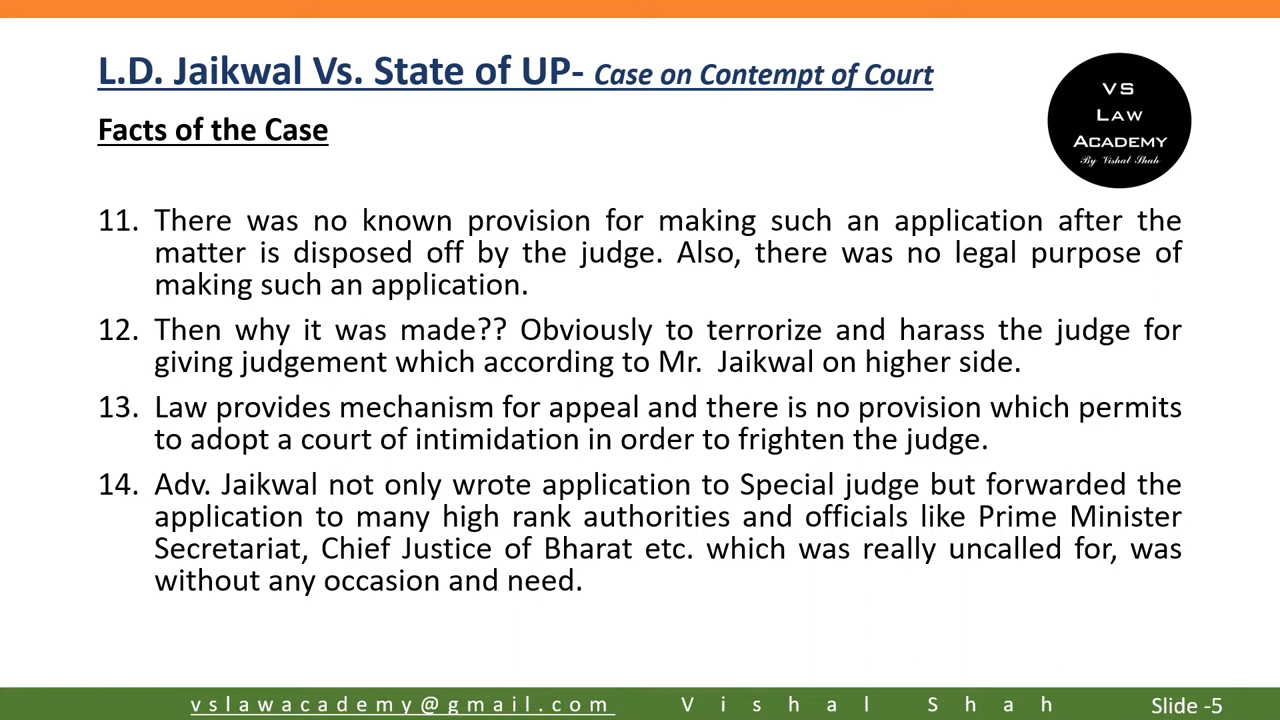 L.D. Jaikwal Vs. State of UP- Case on Contempt of Court
VS
LAW
ACADEMY
By Vishal Shah
Facts of the Case
11. There was no known provision for making such an application after the
matter is disposed off by the judge. Also, there was no legal purpose of
making such an application.
12. Then why it was made?? Obviously to terrorize and harass the judge for
giving judgement which according to Mr. Jaikwal on higher side.
13. Law provides mechanism for appeal and there is no provision which permits
to adopt a court of intimidation in order to frighten the judge.
14. Adv. Jaikwal not only wrote application to Special judge but forwarded the
application to many high rank authorities and officials like Prime Minister
Secretariat, Chief Justice of Bharat etc. which was really uncalled for, was
without any occasion and need.
vslawacademy@gmail.com Vishal Shah Slide -5